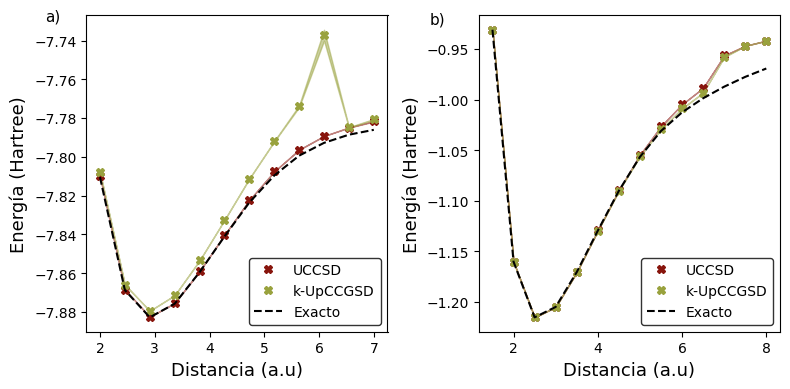 a)
−7.74
−7.76
−7.78
−7.80
−7.82
−7.84
−7.86
−7.88
Energía (Hartree)
2
3
4
5
6
7
Distancia (a.u)
UCCSD
k-UpCCGSD
Exacto
b)
−0.95
−1.00
−1.05
−1.10
−1.15
−1.20
Energía (Hartree)
2
4
6
8
Distancia (a.u)
UCCSD
k-UpCCGSD
Exacto